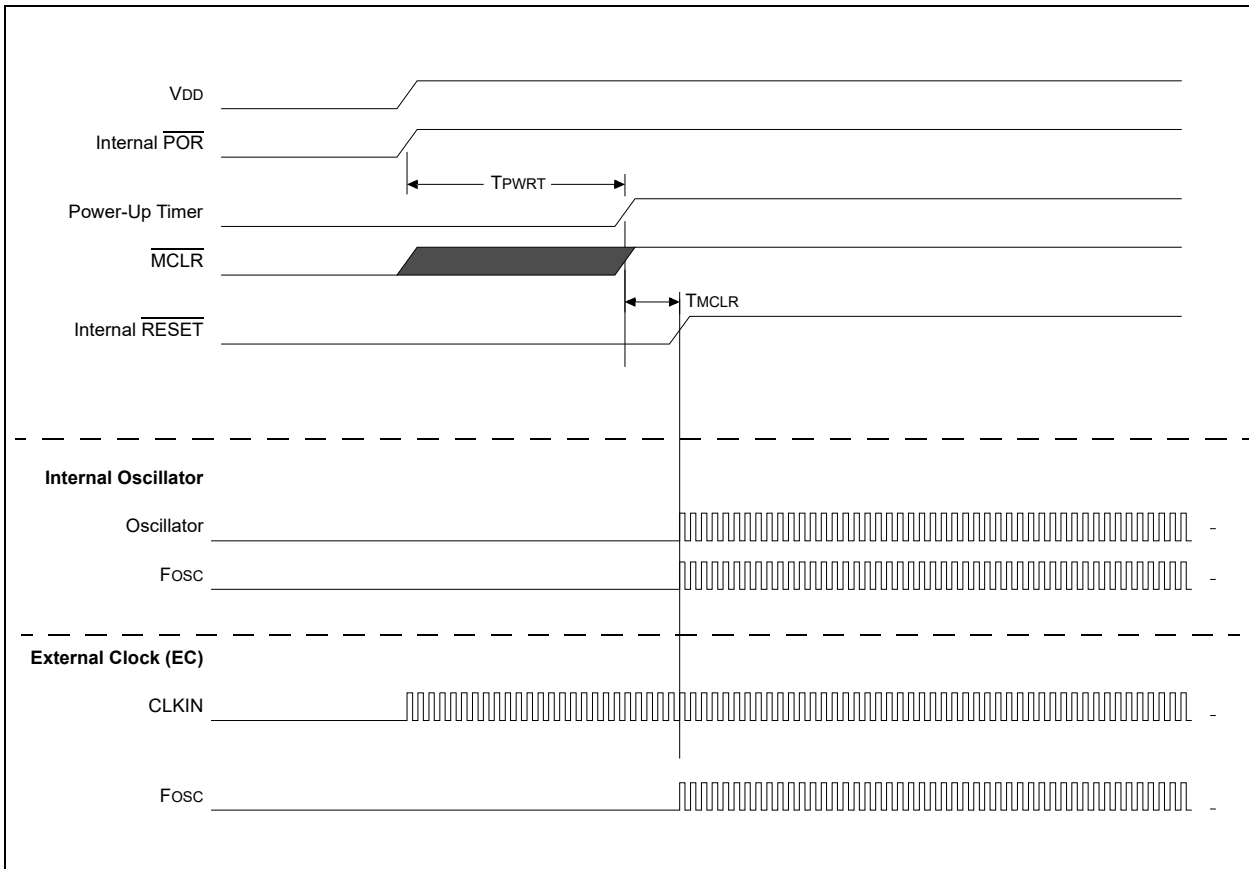 VDD
Internal POR
TPWRT
Power-Up Timer
MCLR
TMCLR
Internal RESET
Internal Oscillator
Oscillator
FOSC
External Clock (EC)
CLKIN
FOSC